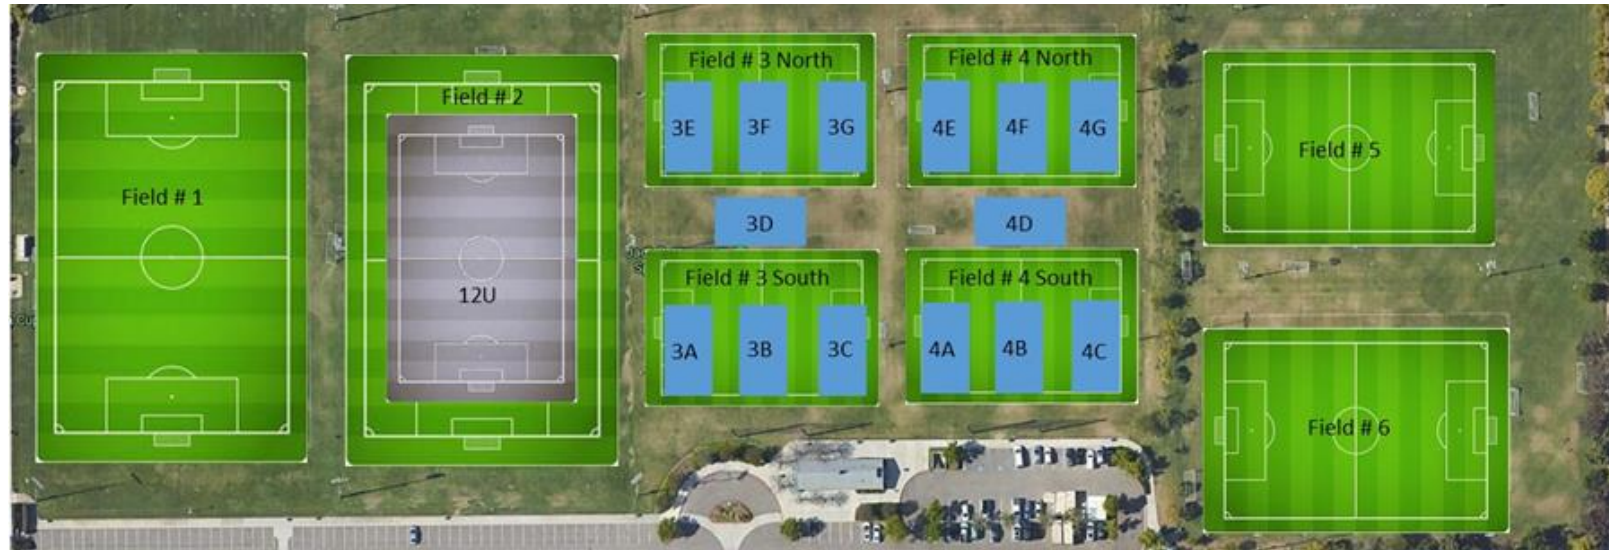 Field # 1
Field # 2
12U
Field # 3 North
3E 3F 3G
3D
Field # 3 South
3A 3B 3C
Field # 4 North
4E 4F 4G
4D
Field # 4 South
4A 4B 4C
Field # 5
Field # 6